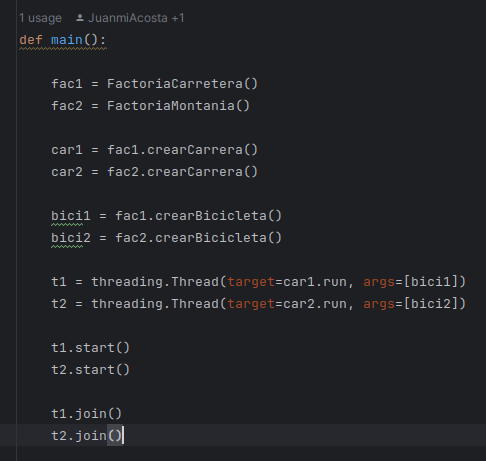 1 usage JuanmiAcosta +1
def main():
fac1 = FactoriaCarretera()
fac2 = FactoriaMontania()
car1 = fac1.crearCarrera()
car2 = fac2.crearCarrera()
bici1 = fac1.crearBicicleta()
bici2 = fac2.crearBicicleta()
t1 = threading.Thread(target=car1.run, args=[bici1])
t2 = threading.Thread(target=car2.run, args=[bici2])
t1.start()
t2.start()
t1.join()
t2.join()